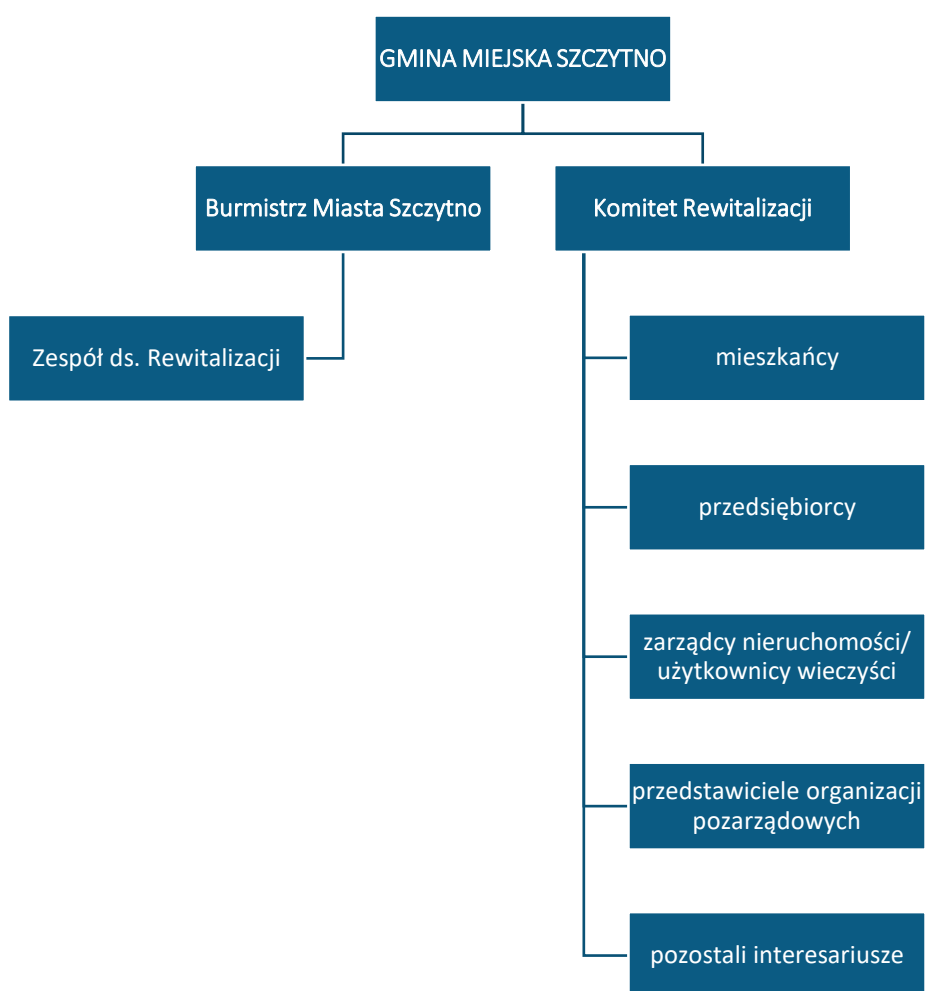 GMINA MIEJSKA SZCZYTNO
Burmistrz Miasta Szczytno
Komitet Rewitalizacji
Zespół ds. Rewitalizacji
mieszkańcy
przedsiębiorcy
zarządcy nieruchomości/
użytkownicy wieczyści
przedstawiciele organizacji
pozarządowych
pozostali interesariusze